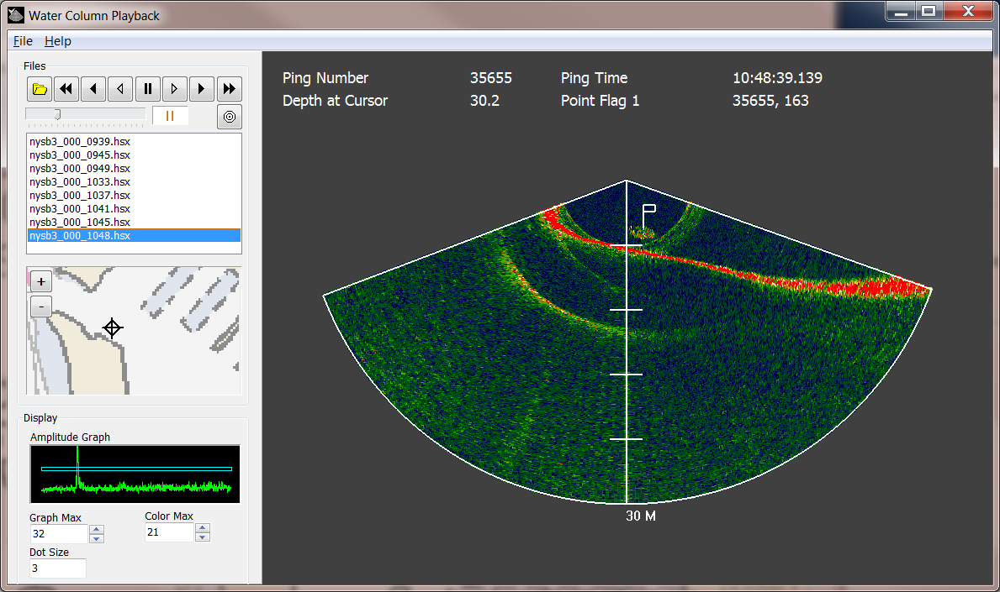 Water Column Playback
File Help
Files
Ping Number 35655 Ping Time 10:48:39.139
Depth at Cursor 30.2 Point Flag 1 35655, 163
nysb3_000_0939.hsx
nysb3_000_0945.hsx
nysb3_000_0949.hsx
nysb3_000_1033.hsx
nysb3_000_1037.hsx
nysb3_000_1041.hsx
nysb3_000_1045.hsx
nysb3_000_1048.hsx
+
-
30 M
Display
Amplitude Graph
Graph Max Color Max
32 21
Dot Size
3